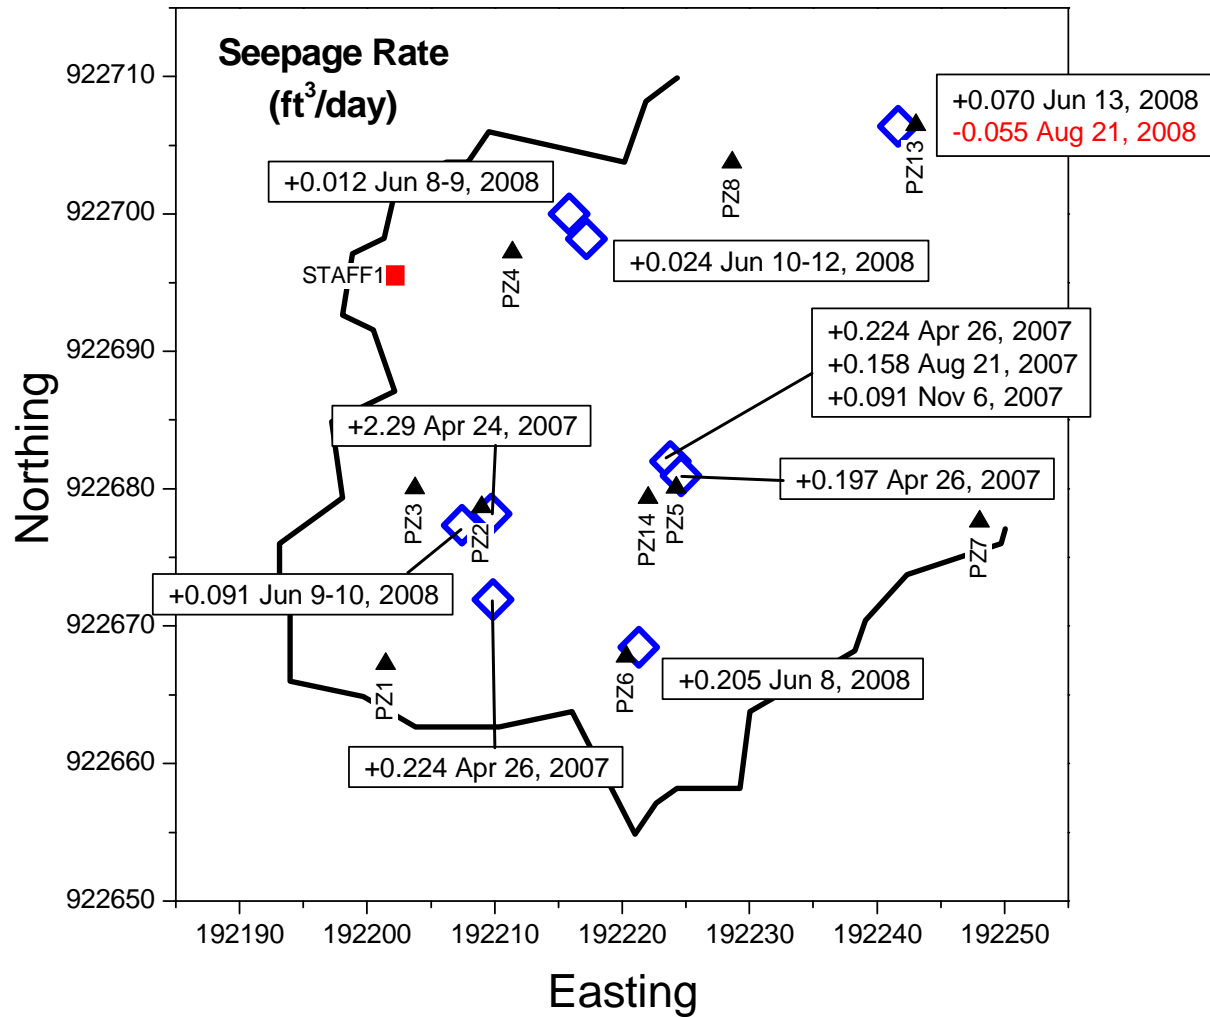 Seepage Rate
(ft³/day)
922710
922700
922690
922680
922670
922660
922650
Northing
192190
192200
192210
192220
192230
192240
192250
Easting
+0.070 Jun 13, 2008
-0.055 Aug 21, 2008
PZ13
PZ8
+0.012 Jun 8-9, 2008
+0.024 Jun 10-12, 2008
PZ4
STAFF1
+0.224 Apr 26, 2007
+0.158 Aug 21, 2007
+0.091 Nov 6, 2007
+2.29 Apr 24, 2007
+0.197 Apr 26, 2007
PZ3
PZ2
PZ14
PZ5
PZ7
+0.091 Jun 9-10, 2008
PZ1
PZ6
+0.205 Jun 8, 2008
+0.224 Apr 26, 2007